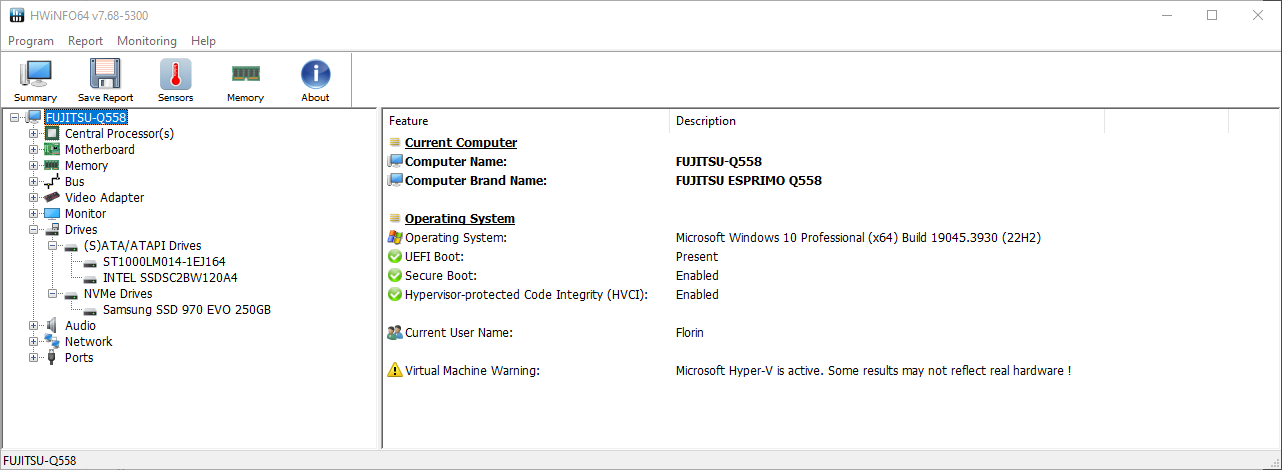 HWiNFO64 v7.68-5300
Program Report Monitoring Help
Summary Save Report Sensors Memory About
FUJITSU-Q558
Central Processor(s)
Motherboard
Memory
Bus
Video Adapter
Monitor
Drives
(S)ATA/ATAPI Drives
ST1000LM014-1EJ164
INTEL SSDSC2BW120A4
NVMe Drives
Samsung SSD 970 EVO 250GB
Audio
Network
Ports
Feature Description
Current Computer
Computer Name: FUJITSU-Q558
Computer Brand Name: FUJITSU ESPRIMO Q558
Operating System
Operating System: Microsoft Windows 10 Professional (x64) Build 19045.3930 (22H2)
UEFI Boot: Present
Secure Boot: Enabled
Hypervisor-protected Code Integrity (HVCI): Enabled
Current User Name: Florin
Virtual Machine Warning: Microsoft Hyper-V is active. Some results may not reflect real hardware !
FUJITSU-Q558